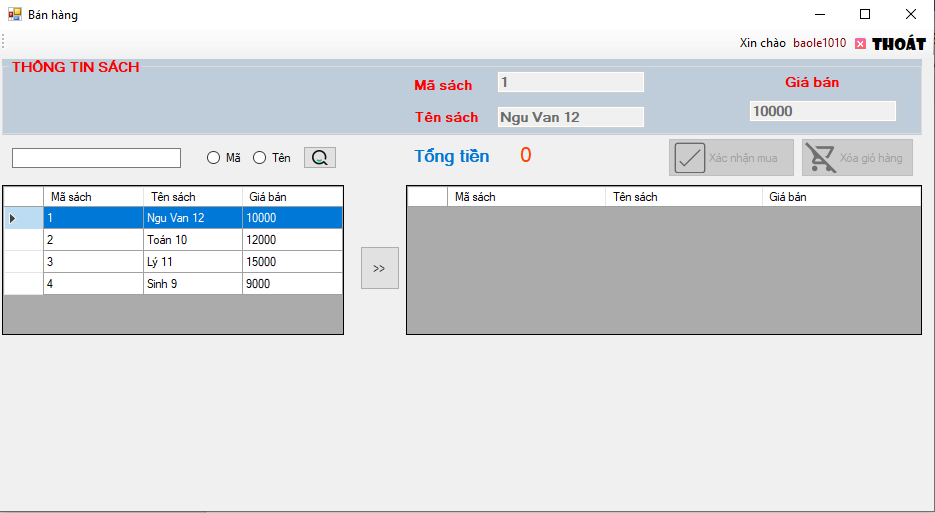 Bán hàng
Xin chào baole1010 THOÁT
THÔNG TIN SÁCH
Mã sách 1 Giá bán
Tên sách Ngu Van 12 10000
Mã Tên Tổng tiền 0 Xác nhận mua Xóa giỏ hàng
Mã sách Tên sách Giá bán
1 Ngu Van 12 10000
2 Toán 10 12000
3 Lý 11 15000
4 Sinh 9 9000
>>
Mã sách Tên sách Giá bán